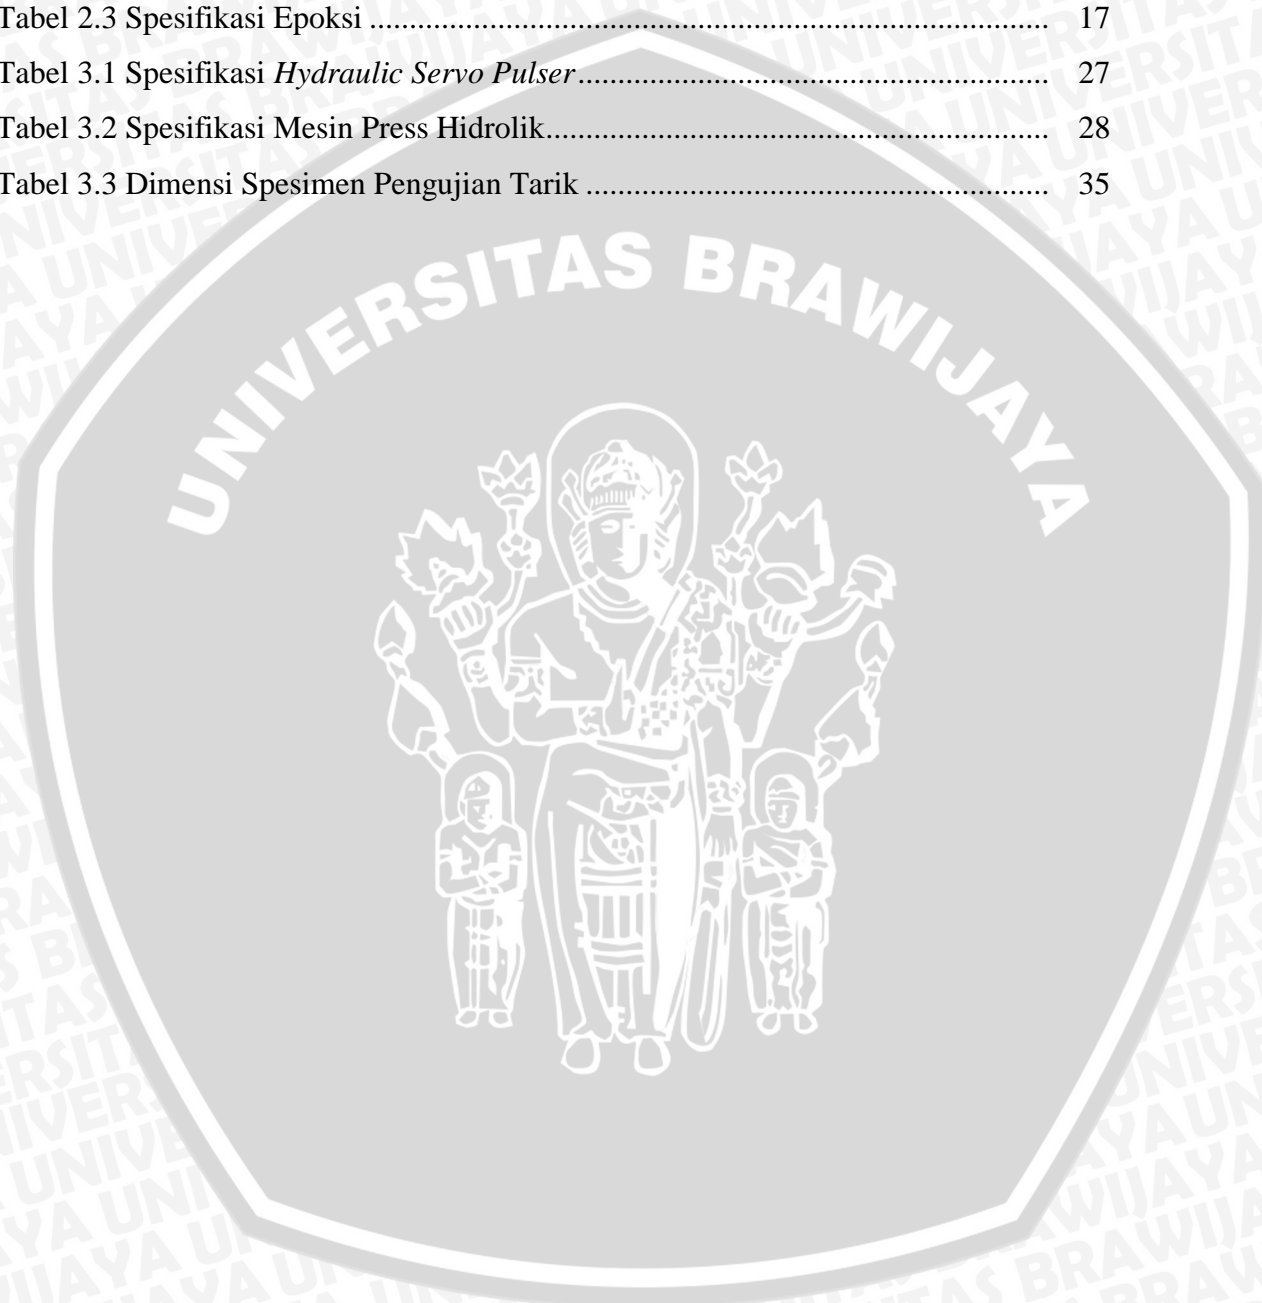 Tabel 2.3 Spesifikasi Epoksi ..................................................................................... 17
Tabel 3.1 Spesifikasi Hydraulic Servo Pulser........................................................... 27
Tabel 3.2 Spesifikasi Mesin Press Hidrolik............................................................... 28
Tabel 3.3 Dimensi Spesimen Pengujian Tarik .......................................................... 35
UNIVERSITAS BRAWIJAYA